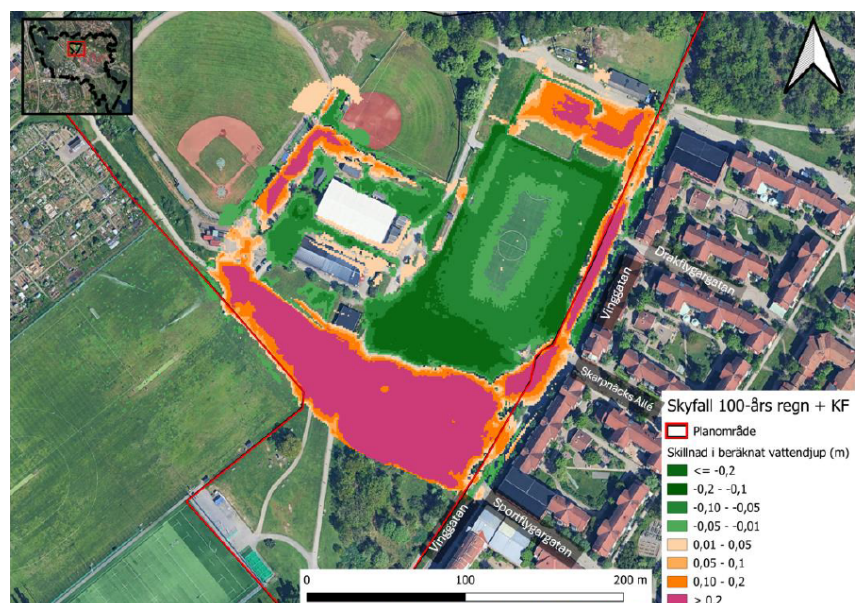 Drakflygargatan
Vinggatan
Skarpnäcks Allé
Skyfall 100-års regn + KF
Planområde
Skillnad i beräknat vattendjup (m)
<= -0,2
-0,2 - -0,1
-0,10 - -0,05
-0,05 - -0,01
0,01 - 0,05
0,05 - 0,1
0,10 - 0,2
> 0,2
Vinggatan
Sportflygargatan
0
100
200 m